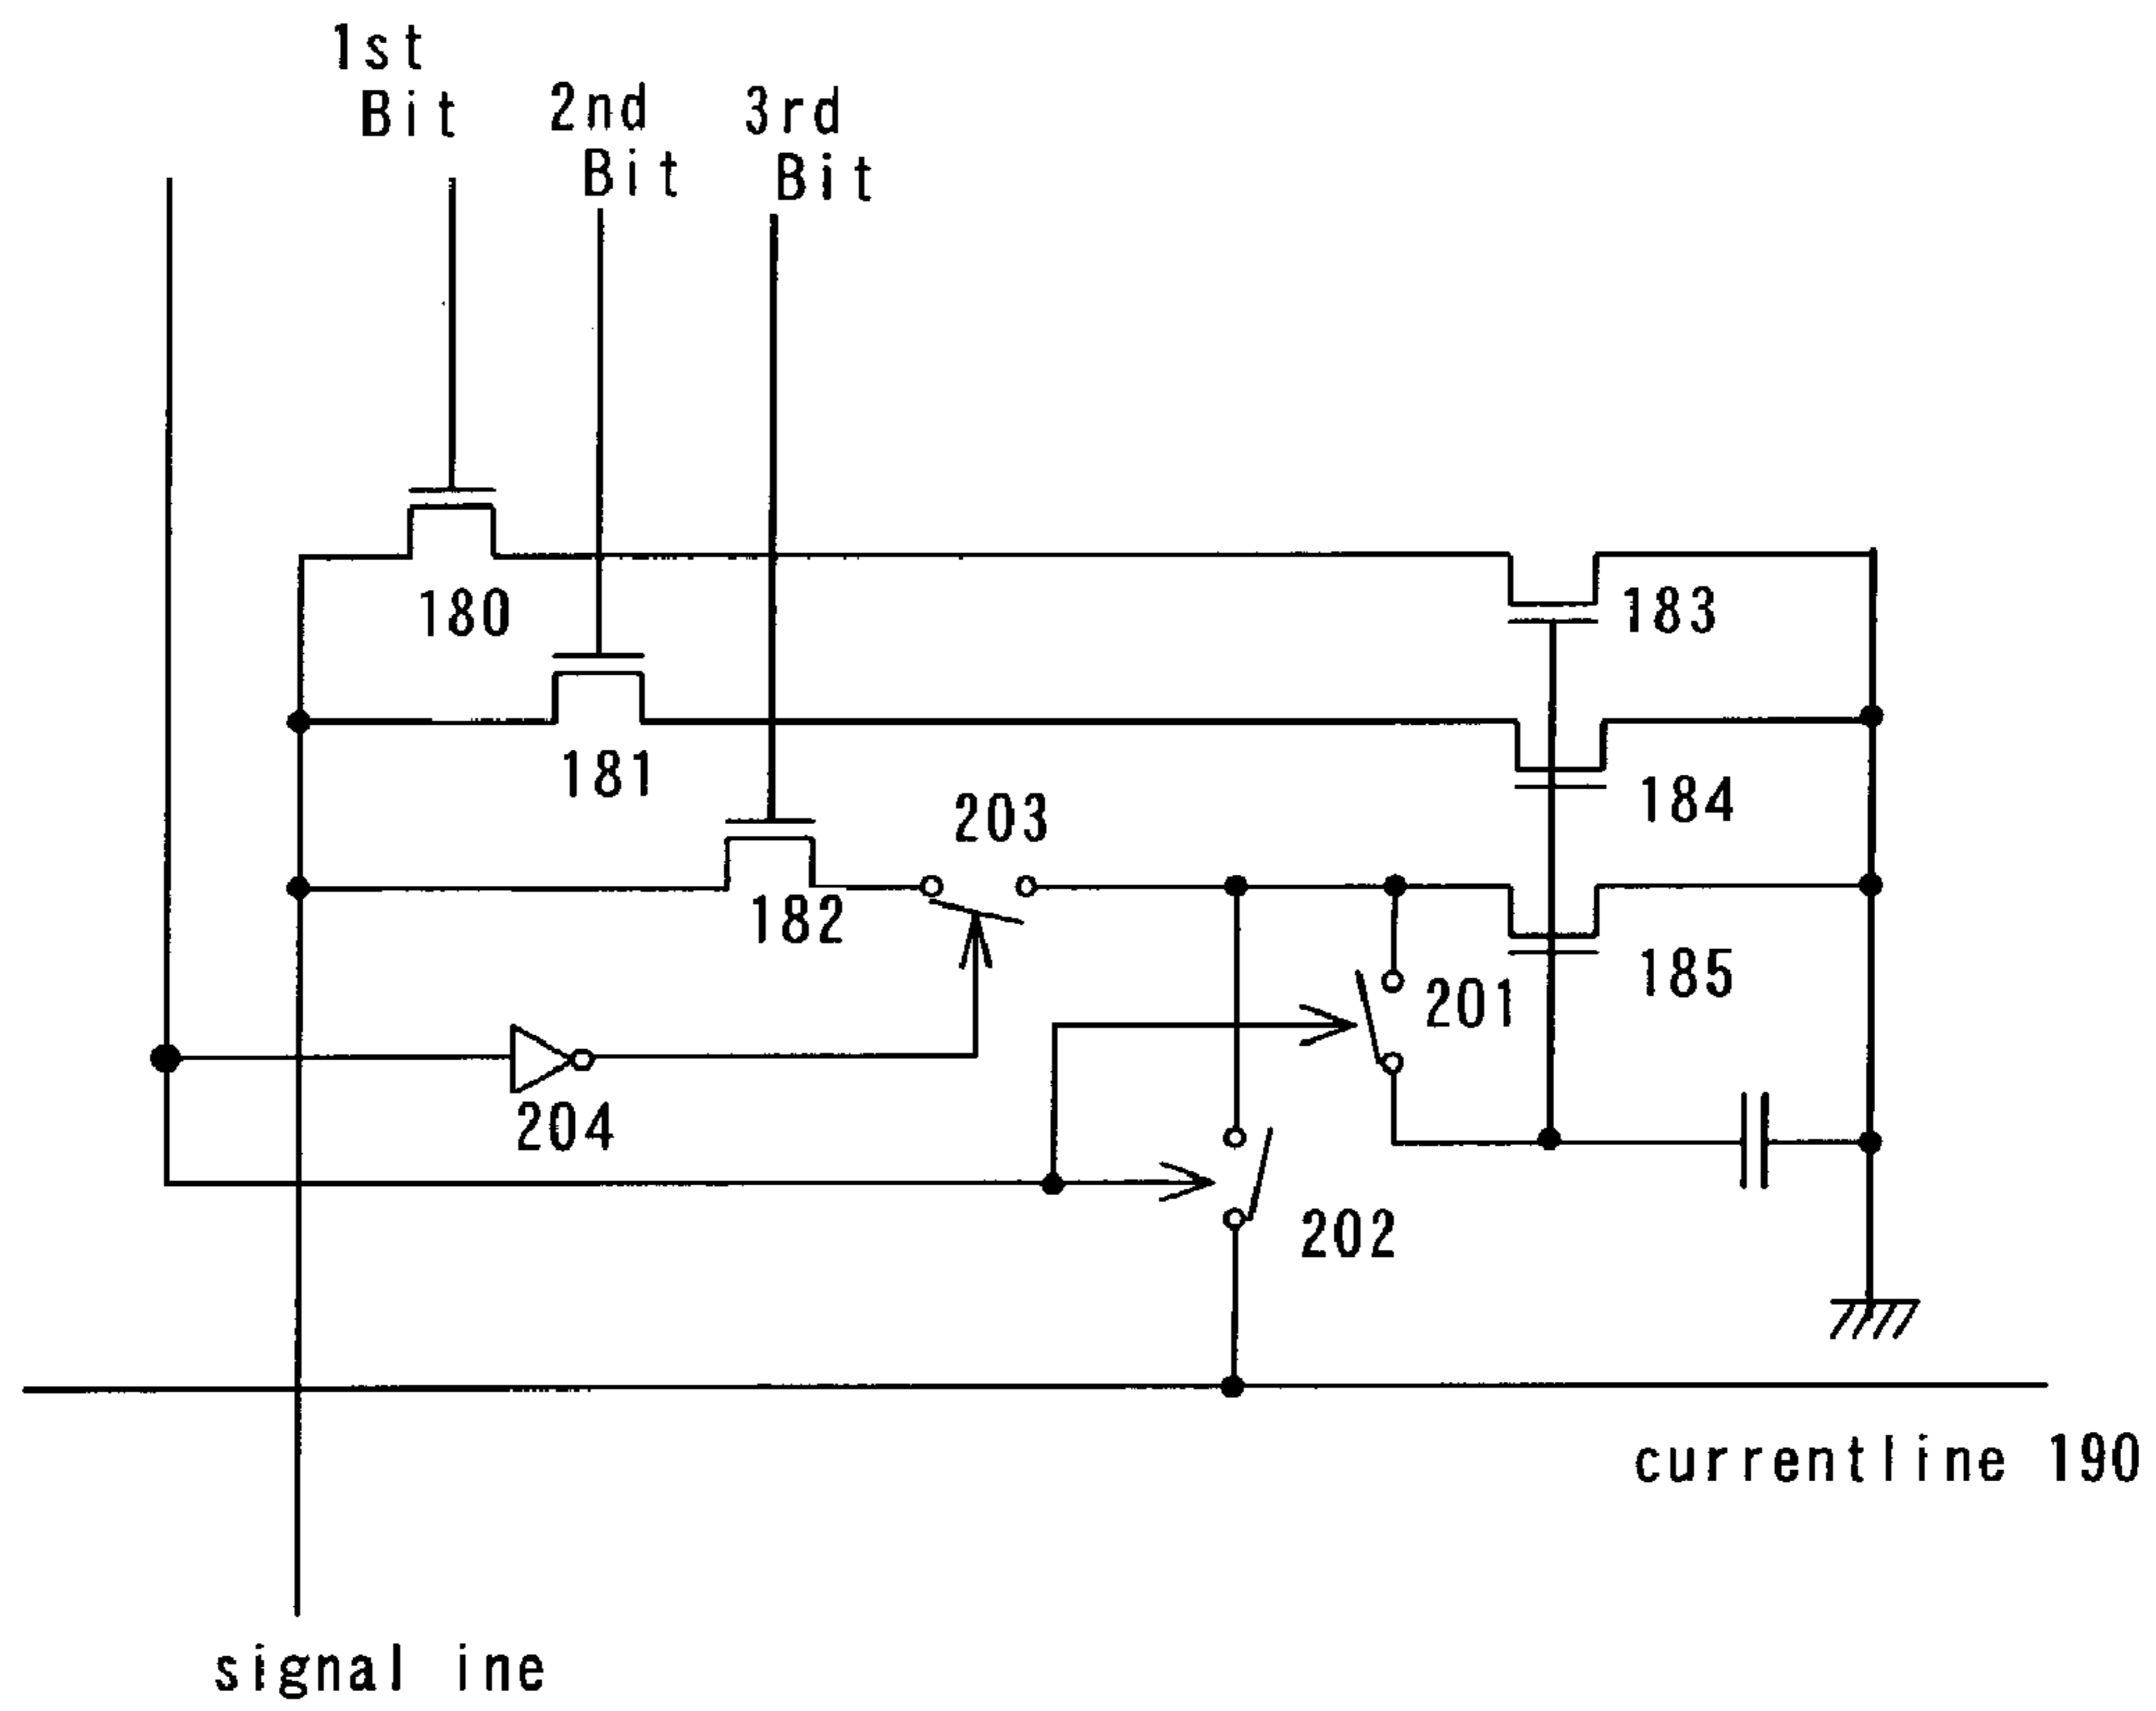 1st
Bit
2nd
Bit
3rd
Bit
180
183
181
184
203
182
185
201
204
202
currentline 190
signal ine